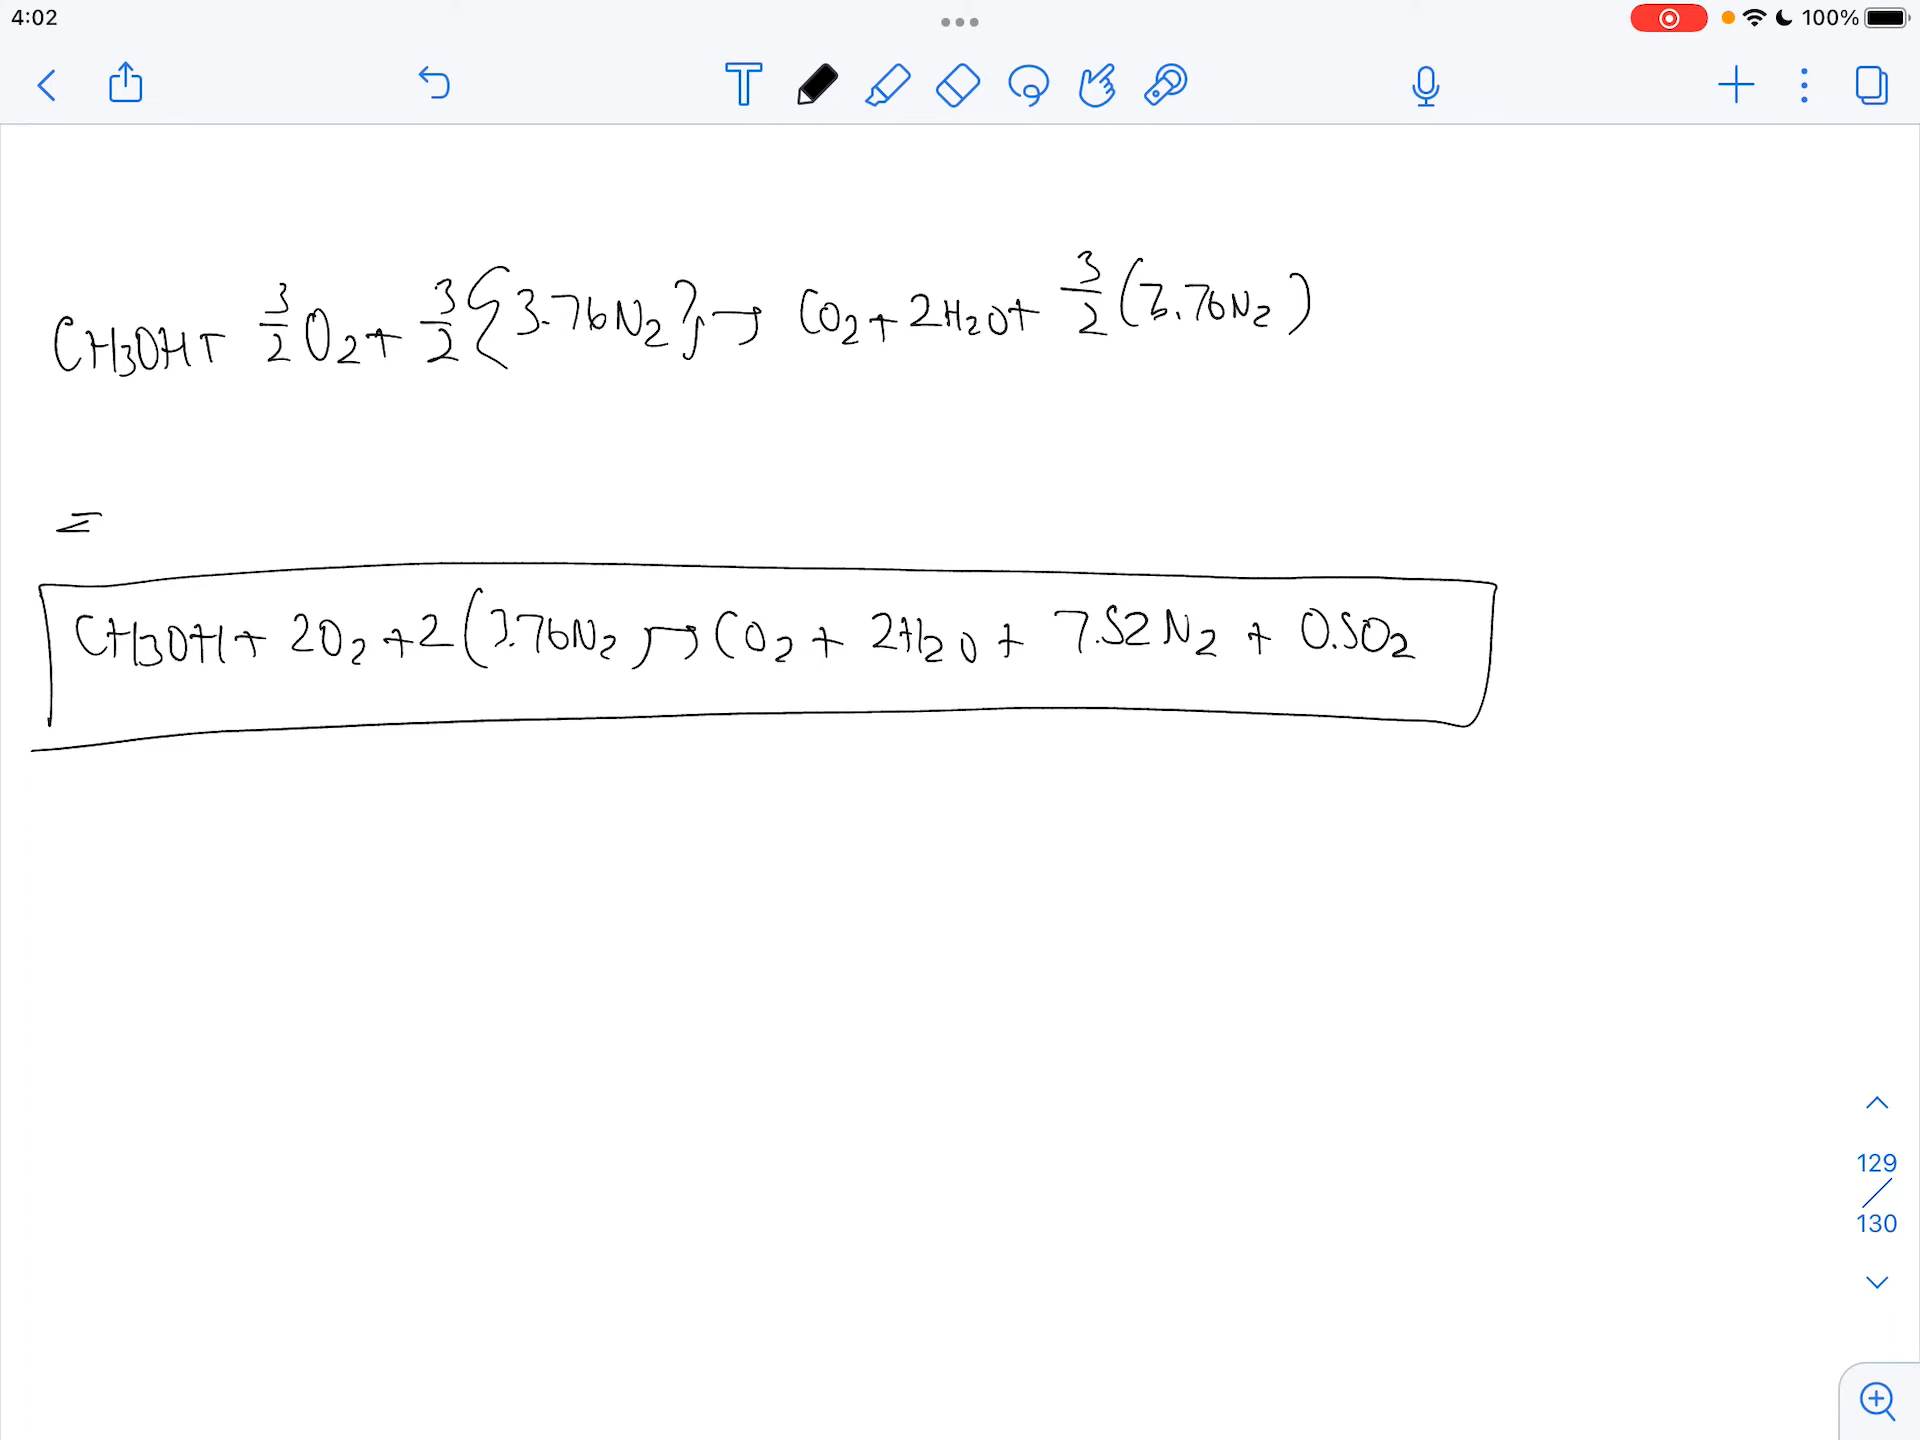 4:02
100%
T
CH3OH + 3/2 O2 + 3/2 {3.76N2} → CO2 + 2H2O + 3/2 (3.76N2)
=
CH3OH + 2O2 + 2(3.76N2) → CO2 + 2H2O + 7.52 N2 + 0.5O2
129
130